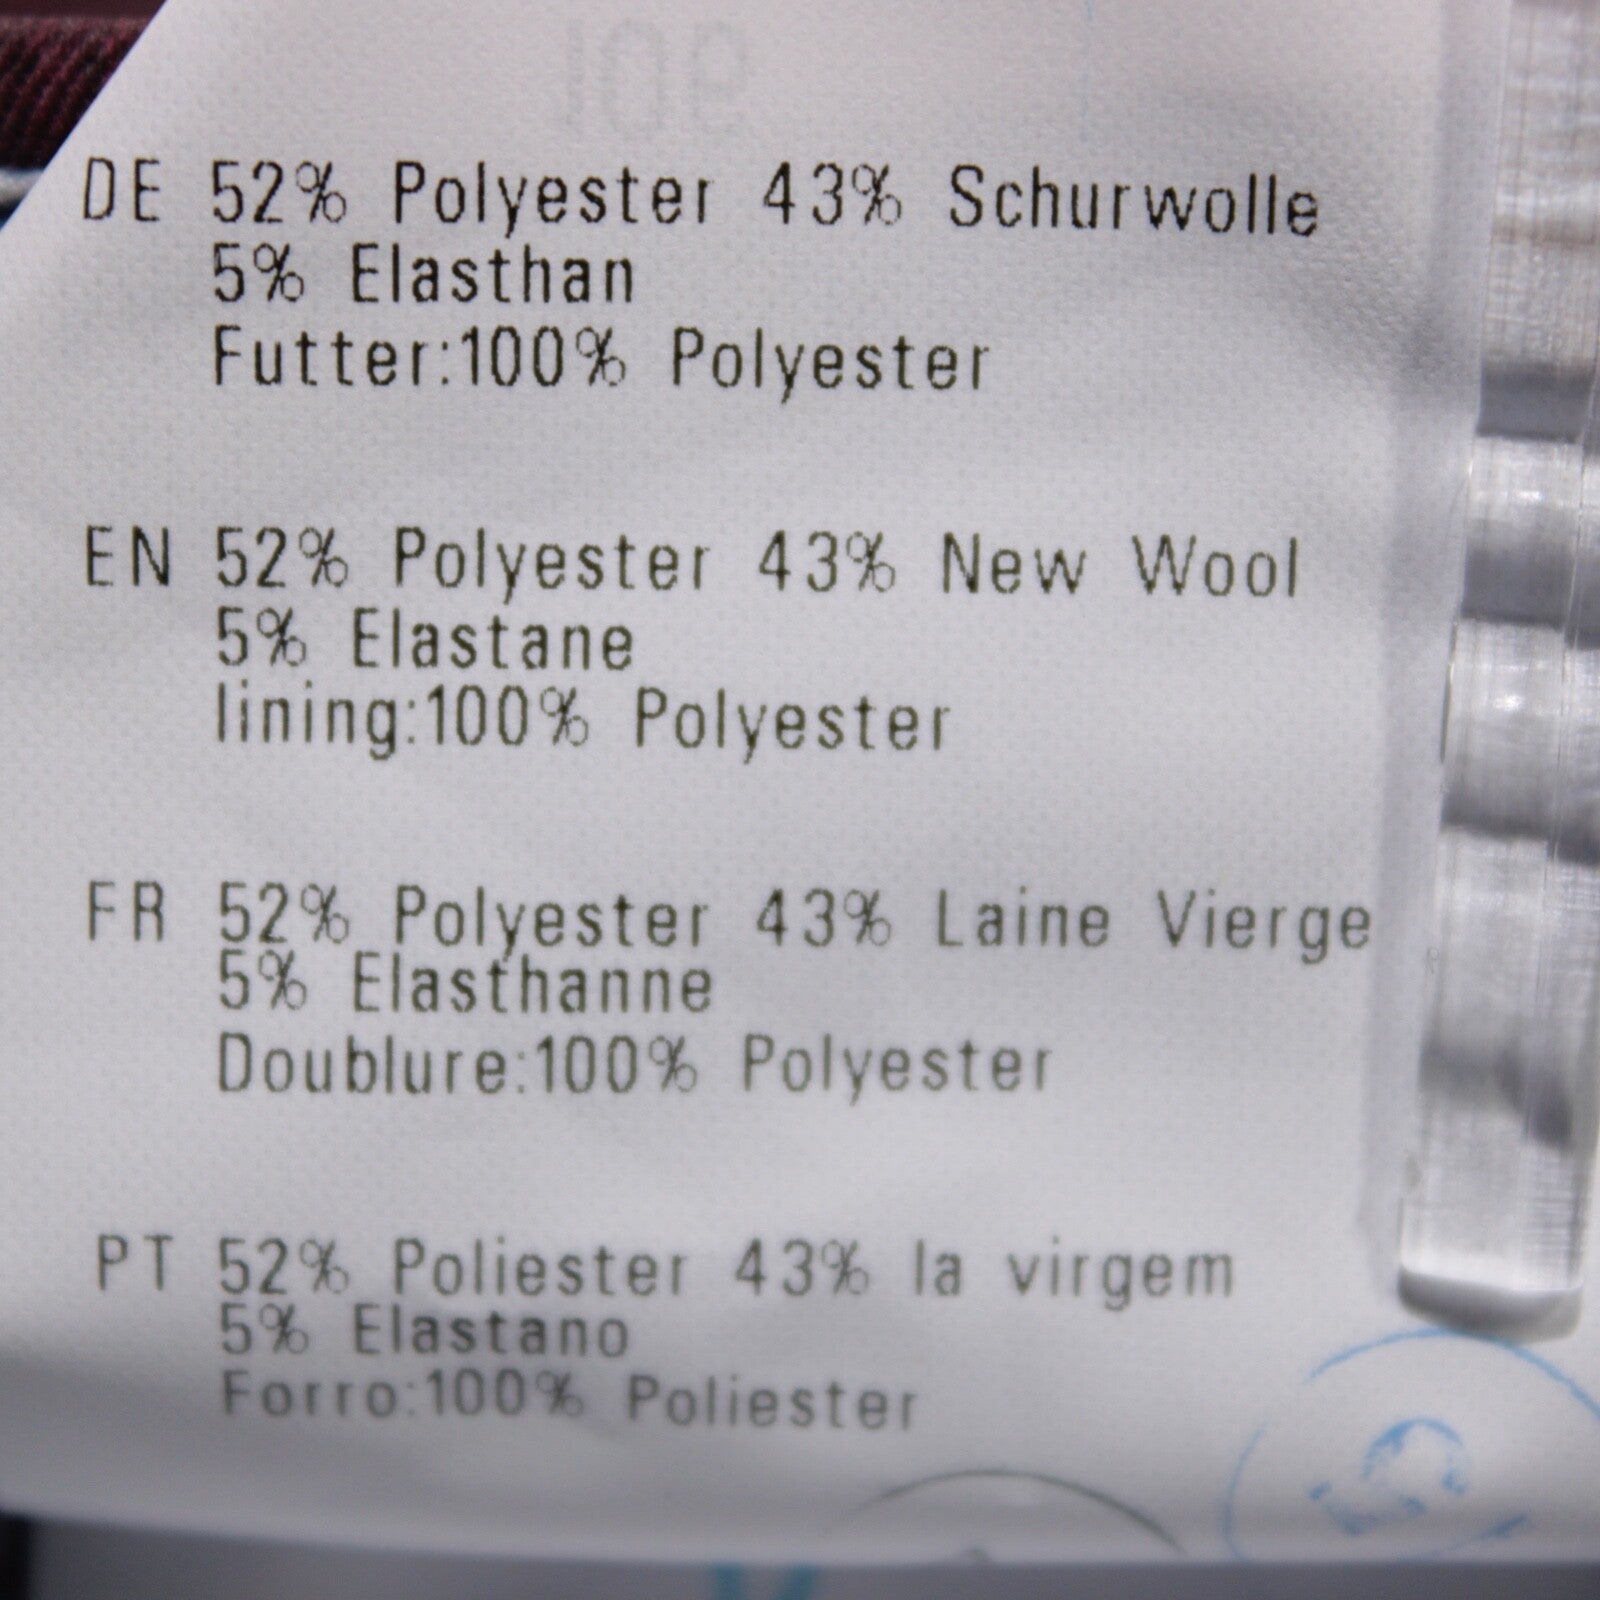 DE 52% Polyester 43% Schurwolle
5% Elasthan
Futter:100% Polyester
EN 52% Polyester 43% New Wool
5% Elastane
lining:100% Polyester
FR 52% Polyester 43% Laine Vierge
5% Elasthanne
Doublure:100% Polyester
PT 52% Poliester 43% la virgem
5% Elastano
Forro:100% Poliester